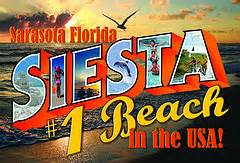 Sarasota Florida
SIESTA
#1 Beach
in the USA!